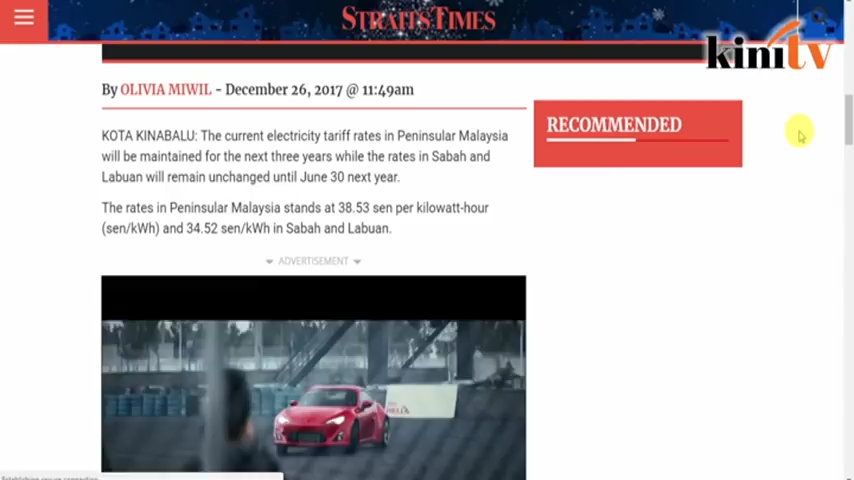 STRAITS TIMES
kinitv
By OLIVIA MIWIL - December 26, 2017 @ 11:49am
RECOMMENDED
KOTA KINABALU: The current electricity tariff rates in Peninsular Malaysia
will be maintained for the next three years while the rates in Sabah and
Labuan will remain unchanged until June 30 next year.
The rates in Peninsular Malaysia stands at 38.53 sen per kilowatt-hour
(sen/kWh) and 34.52 sen/kWh in Sabah and Labuan.
ADVERTISEMENT